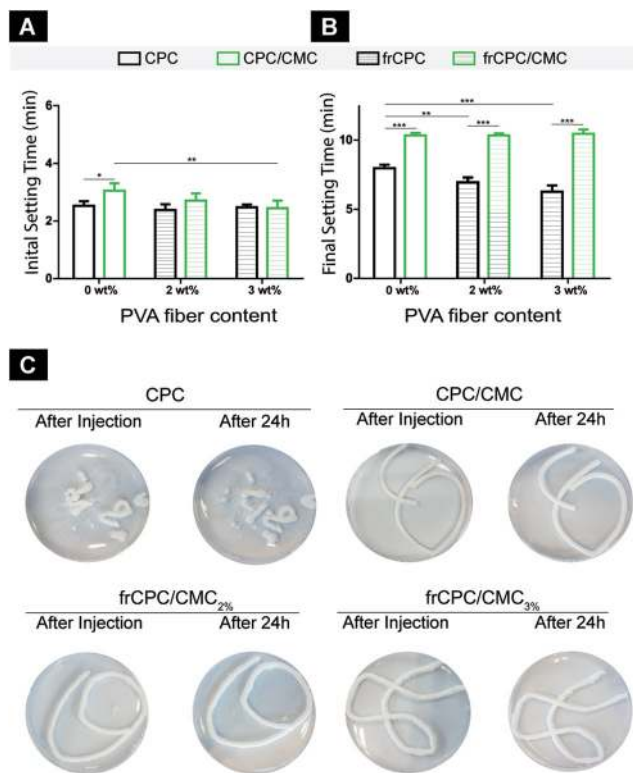 A
B
CPC
CPC/CMC
frCPC
frCPC/CMC
Inital Setting Time (min)
6
4
2
0
*
**
0 wt%
2 wt%
3 wt%
PVA fiber content
Final Setting Time (min)
10
5
0
***
**
***
***
***
0 wt%
2 wt%
3 wt%
PVA fiber content
C
CPC
After Injection
After 24h
CPC/CMC
After Injection
After 24h
frCPC/CMC2%
After Injection
After 24h
frCPC/CMC3%
After Injection
After 24h